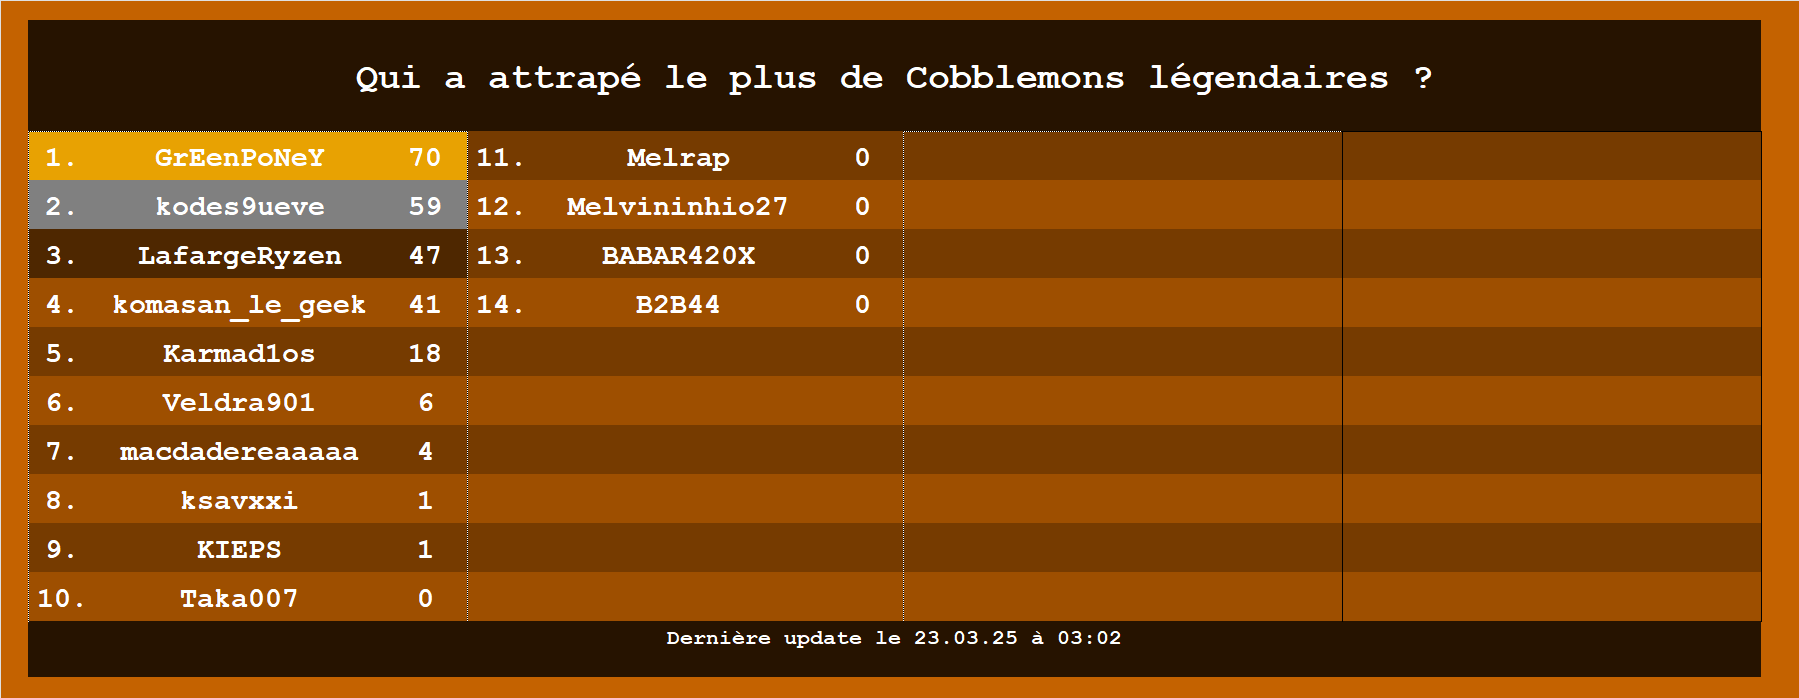 Qui a attrapé le plus de Cobblemons légendaires ?
1. GrEenPoNeY 70
2. kodes9ueve 59
3. LafargeRyzen 47
4. komasan_le_geek 41
5. Karmad1os 18
6. Veldra901 6
7. macdadereaaaaa 4
8. ksavxxi 1
9. KIEPS 1
10. Taka007 0
11. Melrap 0
12. Melvininhio27 0
13. BABAR420X 0
14. B2B44 0
Dernière update le 23.03.25 à 03:02